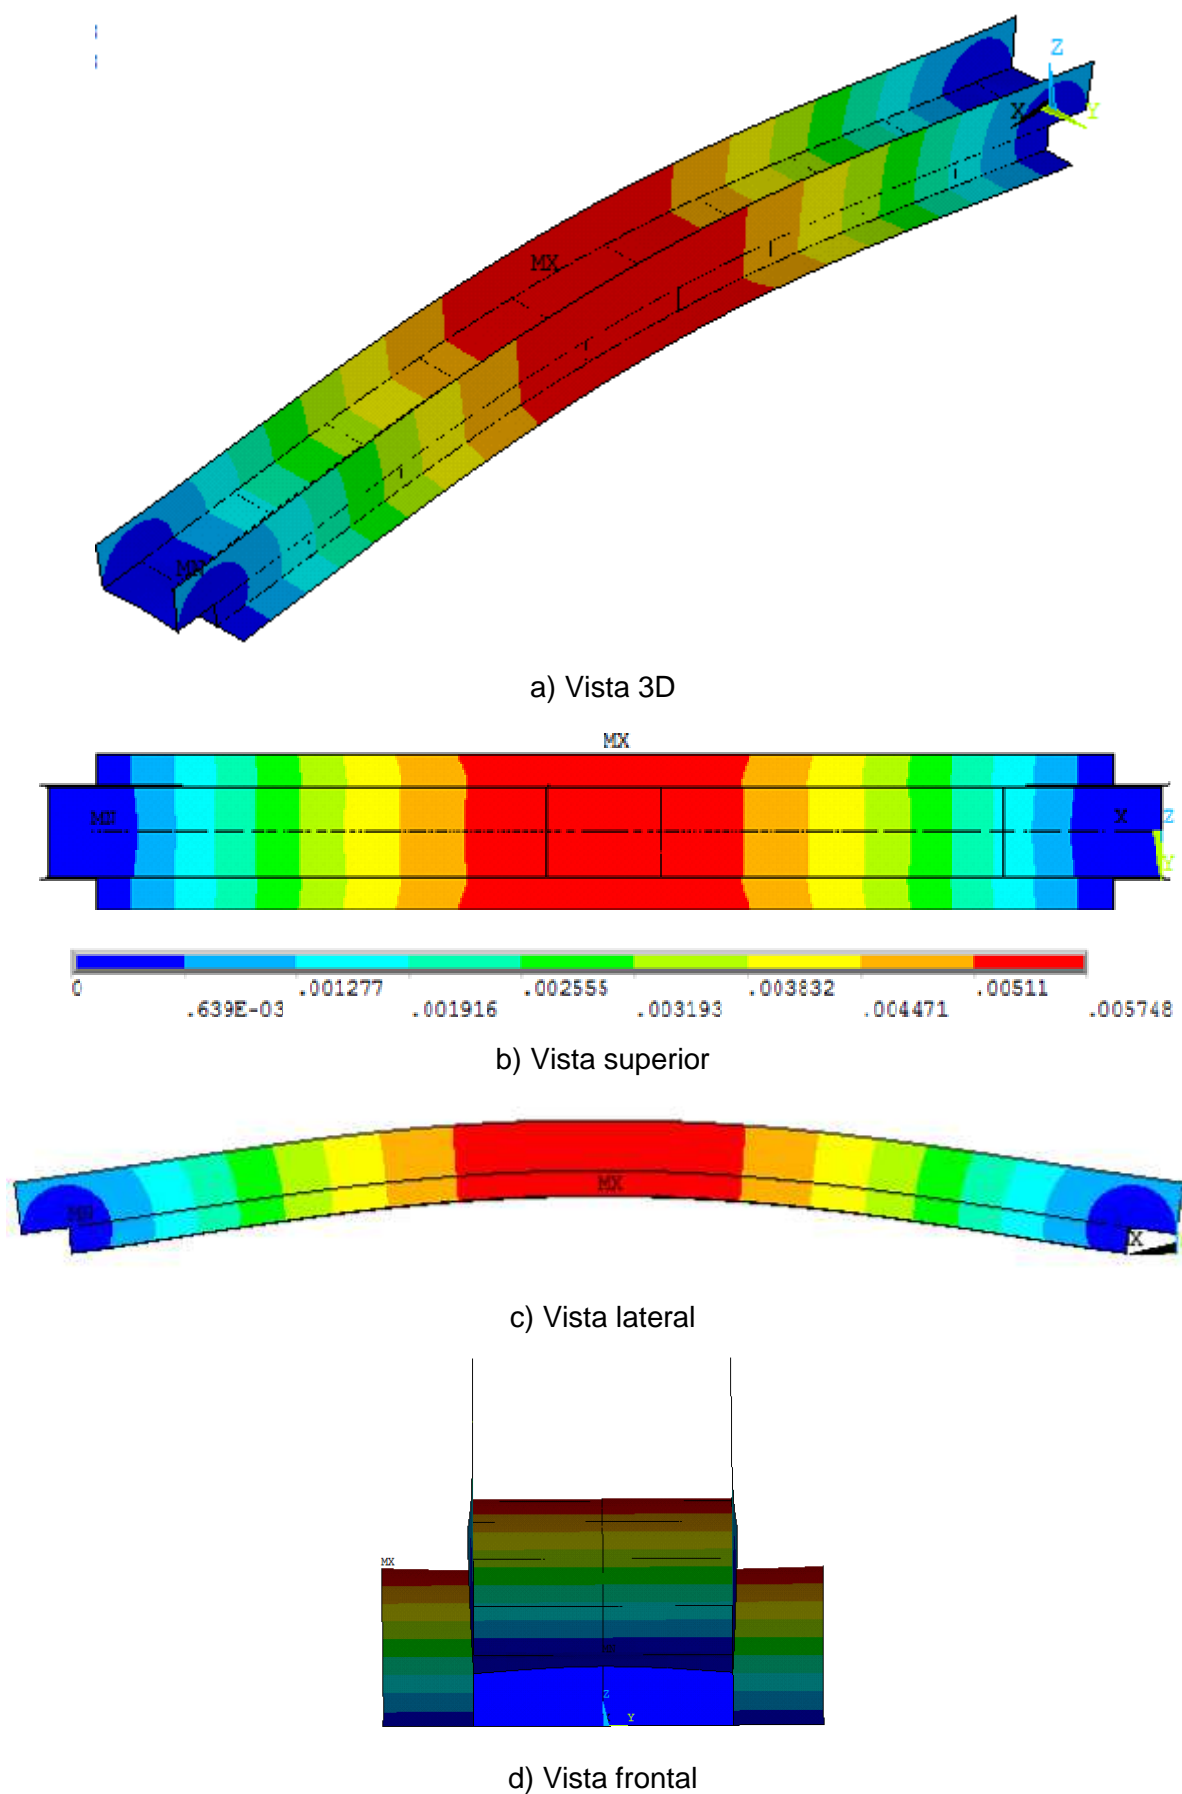 Z
X
Y
MX
MN
a) Vista 3D
MX
MN
X
Z
Y
0 .001277 .002555 .003832 .00511
.639E-03 .001916 .003193 .004471 .005748
b) Vista superior
MX
MN
X
c) Vista lateral
MX
Z
Y
d) Vista frontal